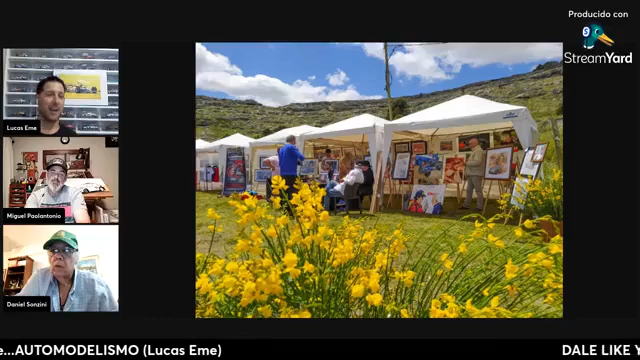 Producido con
StreamYard
Lucas Eme
Miguel Paolantonio
Daniel Sonzini
e...AUTOMODELISMO (Lucas Eme)
DALE LIKE Y